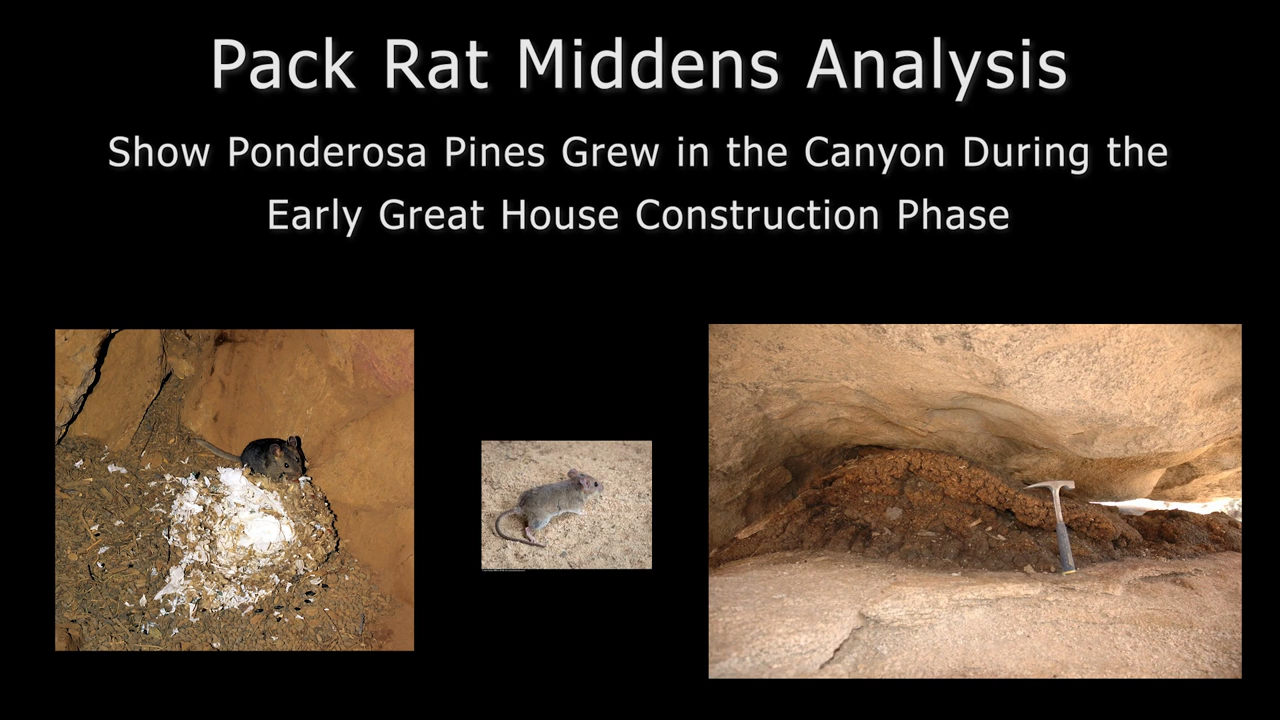 Pack Rat Middens Analysis
Show Ponderosa Pines Grew in the Canyon During the
Early Great House Construction Phase